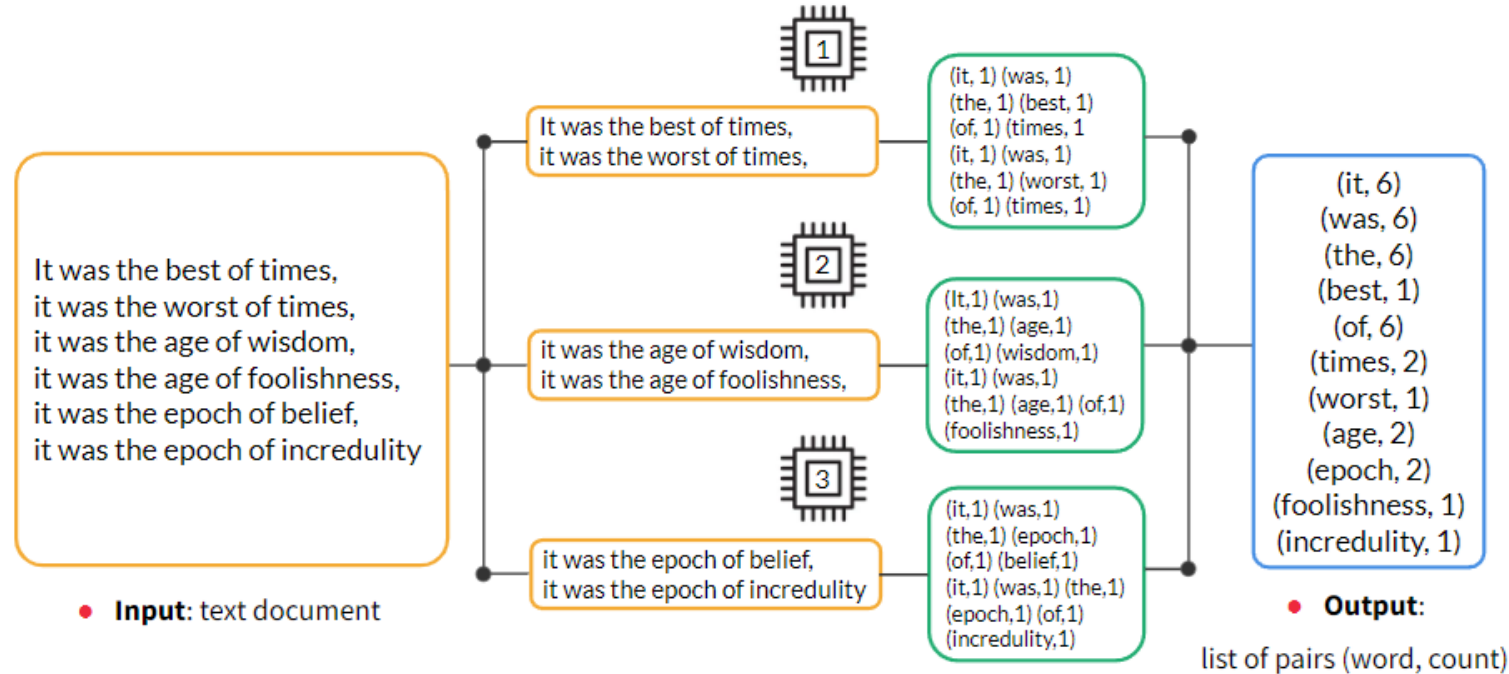 It was the best of times,
it was the worst of times,
it was the age of wisdom,
it was the age of foolishness,
it was the epoch of belief,
it was the epoch of incredulity
Input: text document
1
It was the best of times,
it was the worst of times,
2
it was the age of wisdom,
it was the age of foolishness,
3
it was the epoch of belief,
it was the epoch of incredulity
(it, 1) (was, 1)
(the, 1) (best, 1)
(of, 1) (times, 1
(it, 1) (was, 1)
(the, 1) (worst, 1)
(of, 1) (times, 1)
(It,1) (was,1)
(the,1) (age,1)
(of,1) (wisdom,1)
(it,1) (was,1)
(the,1) (age,1) (of,1)
(foolishness,1)
(it,1) (was,1)
(the,1) (epoch,1)
(of,1) (belief,1)
(it,1) (was,1) (the,1)
(epoch,1) (of,1)
(incredulity,1)
(it, 6)
(was, 6)
(the, 6)
(best, 1)
(of, 6)
(times, 2)
(worst, 1)
(age, 2)
(epoch, 2)
(foolishness, 1)
(incredulity, 1)
Output:
list of pairs (word, count)